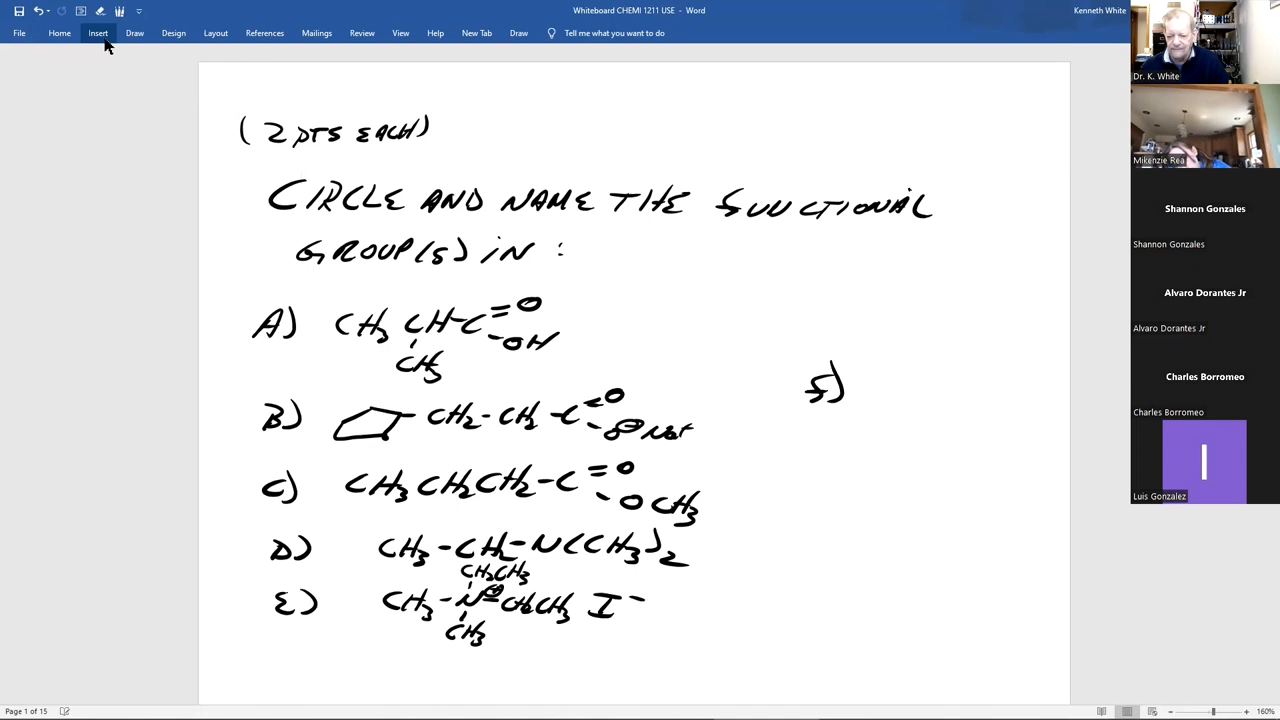 Whiteboard CHEMI 1211 USE - Word
Kenneth White
File Home Insert Draw Design Layout References Mailings Review View Help New Tab Draw Tell me what you want to do
Dr. K. White
Mikenzie Rea
Shannon Gonzales
Shannon Gonzales
Alvaro Dorantes Jr
Alvaro Dorantes Jr
Charles Borromeo
Charles Borromeo
I
Luis Gonzalez
(2 PTS EACH)
CIRCLE AND NAME THE FUNCTIONAL
GROUP(S) IN :
A) CH3 CH-C =O -OH
CH3
B) -CH2-CH2-C =O -O⊖Na+
C) CH3CH2CH2-C =O -OCH3
D) CH3-CH2-N(CH3)2
CH2CH3
E) CH3-N⊕-CH2CH3 I-
CH3
F)
Page 1 of 15
160%